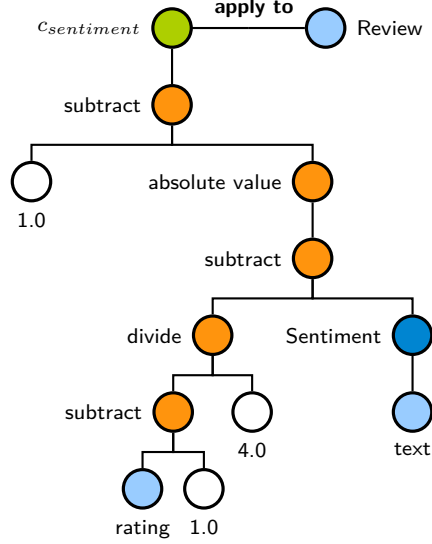 apply to
c_sentiment
Review
subtract
1.0
absolute value
subtract
divide
Sentiment
subtract
4.0
text
rating
1.0